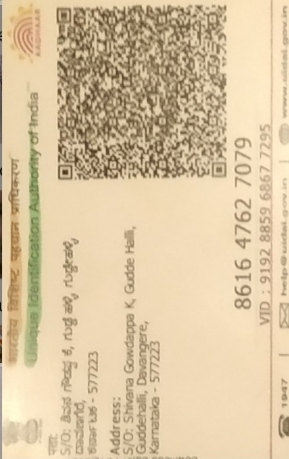 AADHAAR
भारतीय विशिष्ट पहचान प्राधिकरण
Unique Identification Authority of India
S/O: ಶಿವನ ಗೌಡಪ್ಪ ಕೆ, ಗುಡ್ಡೆ ಹಳ್ಳಿ, ಗುಡ್ಡೇಹಳ್ಳಿ,
ದಾವಣಗೆರೆ,
ಕರ್ನಾಟಕ - 577223
Address:
S/O: Shivana Gowdappa K, Gudde Halli,
Guddehalli, Davangere,
Karnataka - 577223
8616 4762 7079
VID : 9192 8859 6867 7295
1947
help@uidai.gov.in
www.uidai.gov.in